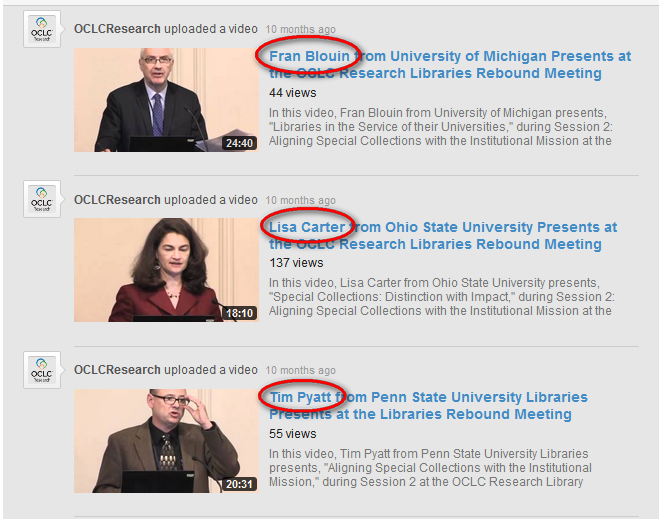 OCLC
Research
OCLCResearch uploaded a video 10 months ago
Fran Blouin from University of Michigan Presents at
the OCLC Research Libraries Rebound Meeting
44 views
In this video, Fran Blouin from University of Michigan presents,
"Libraries in the Service of their Universities," during Session 2:
Aligning Special Collections with the Institutional Mission at the
24:40
OCLC
Research
OCLCResearch uploaded a video 10 months ago
Lisa Carter from Ohio State University Presents at
the OCLC Research Libraries Rebound Meeting
137 views
In this video, Lisa Carter from Ohio State University presents,
"Special Collections: Distinction with Impact," during Session 2:
Aligning Special Collections with the Institutional Mission at the
18:10
OCLC
Research
OCLCResearch uploaded a video 10 months ago
Tim Pyatt from Penn State University Libraries
Presents at the Libraries Rebound Meeting
55 views
In this video, Tim Pyatt from Penn State University Libraries
presents, "Aligning Special Collections with the Institutional
Mission," during Session 2 at the OCLC Research Library
20:31